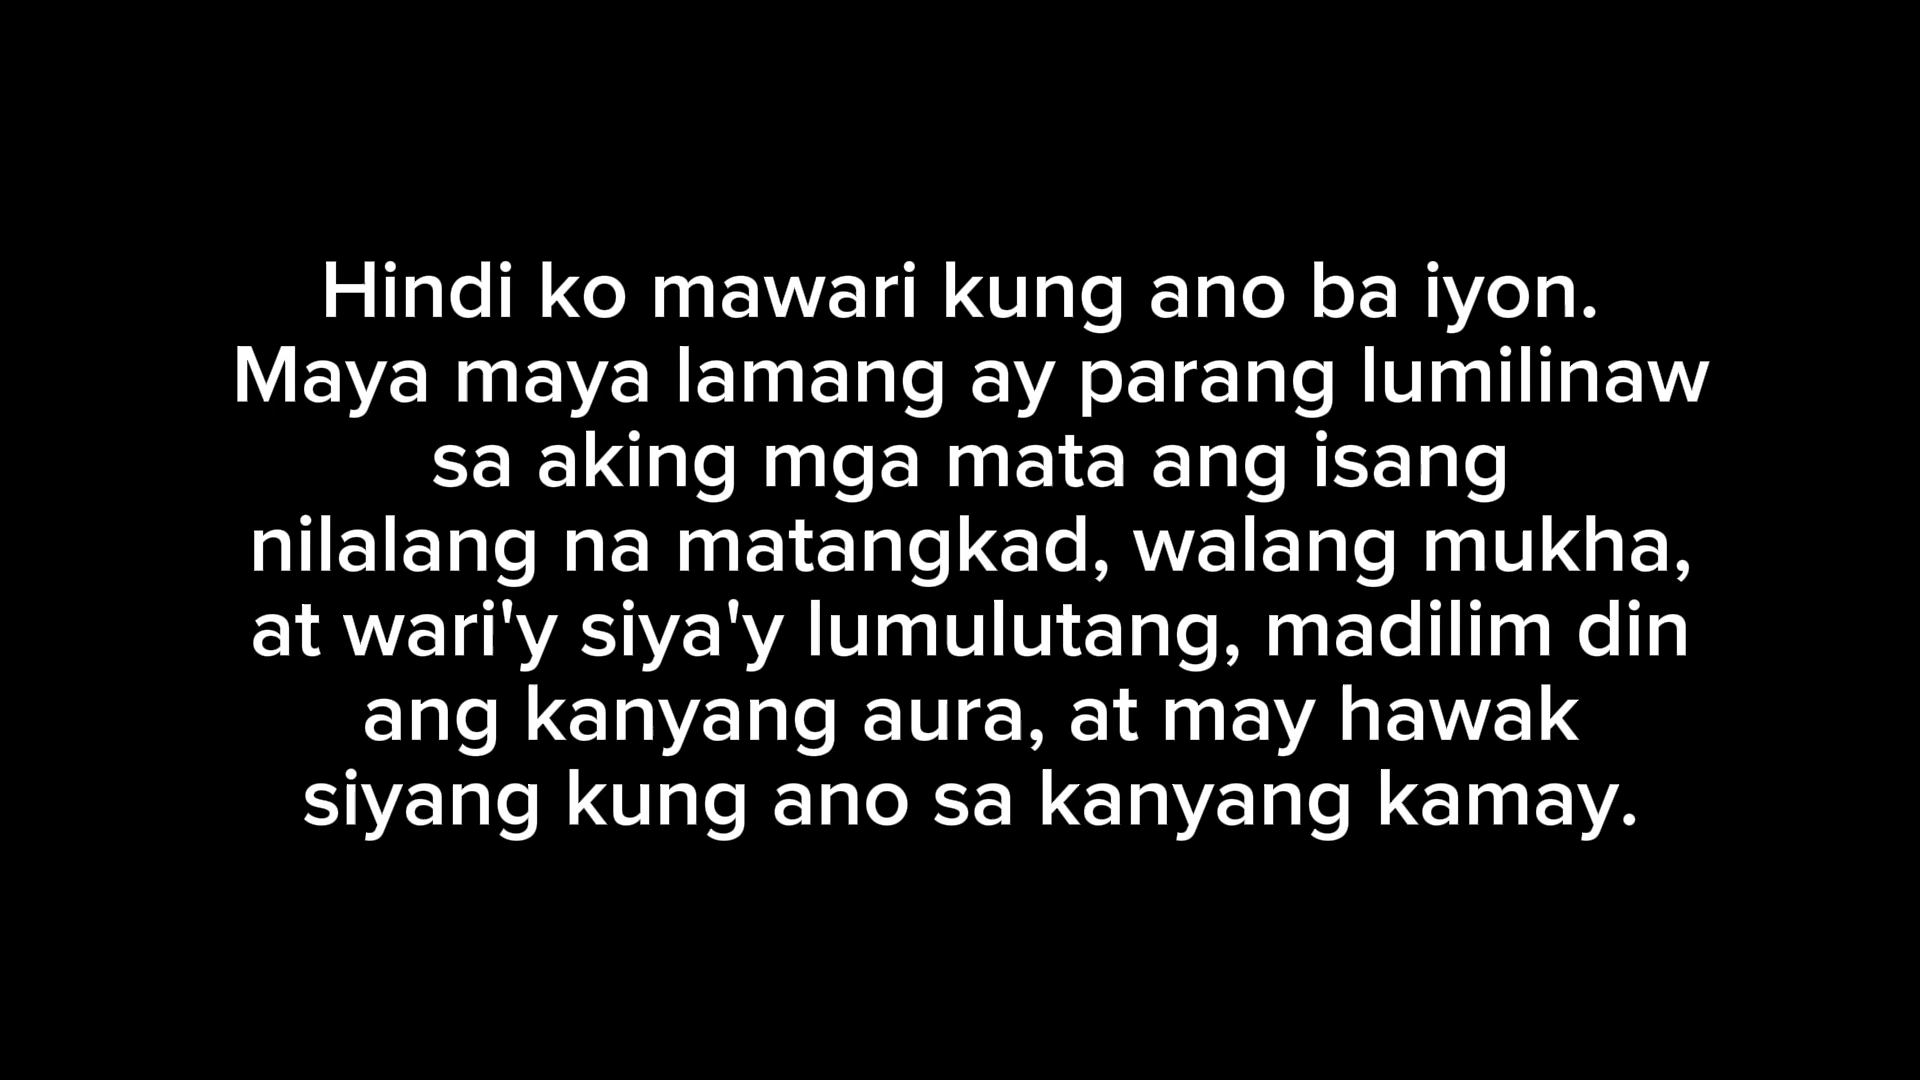 Hindi ko mawari kung ano ba iyon.
Maya maya lamang ay parang lumilinaw
sa aking mga mata ang isang
nilalang na matangkad, walang mukha,
at wari'y siya'y lumulutang, madilim din
ang kanyang aura, at may hawak
siyang kung ano sa kanyang kamay.